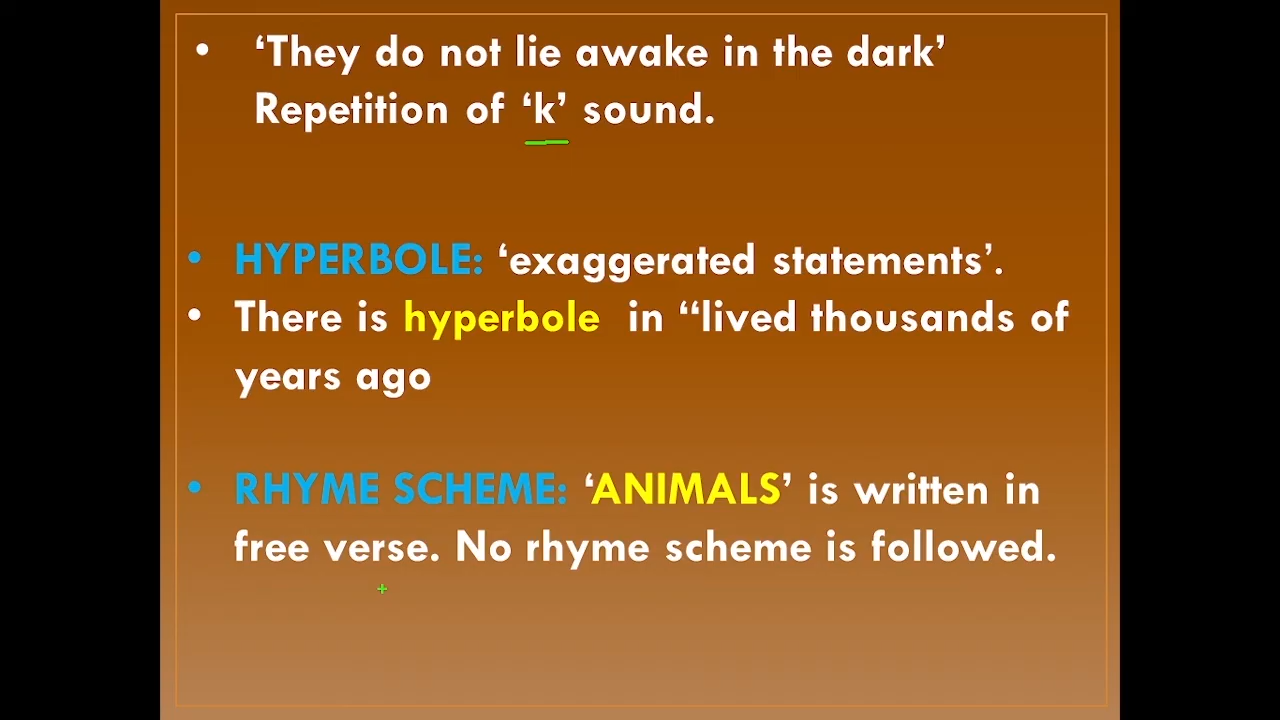 • ‘They do not lie awake in the dark’
Repetition of ‘k’ sound.
• HYPERBOLE: ‘exaggerated statements’.
• There is hyperbole in “lived thousands of
years ago
• RHYME SCHEME: ‘ANIMALS’ is written in
free verse. No rhyme scheme is followed.